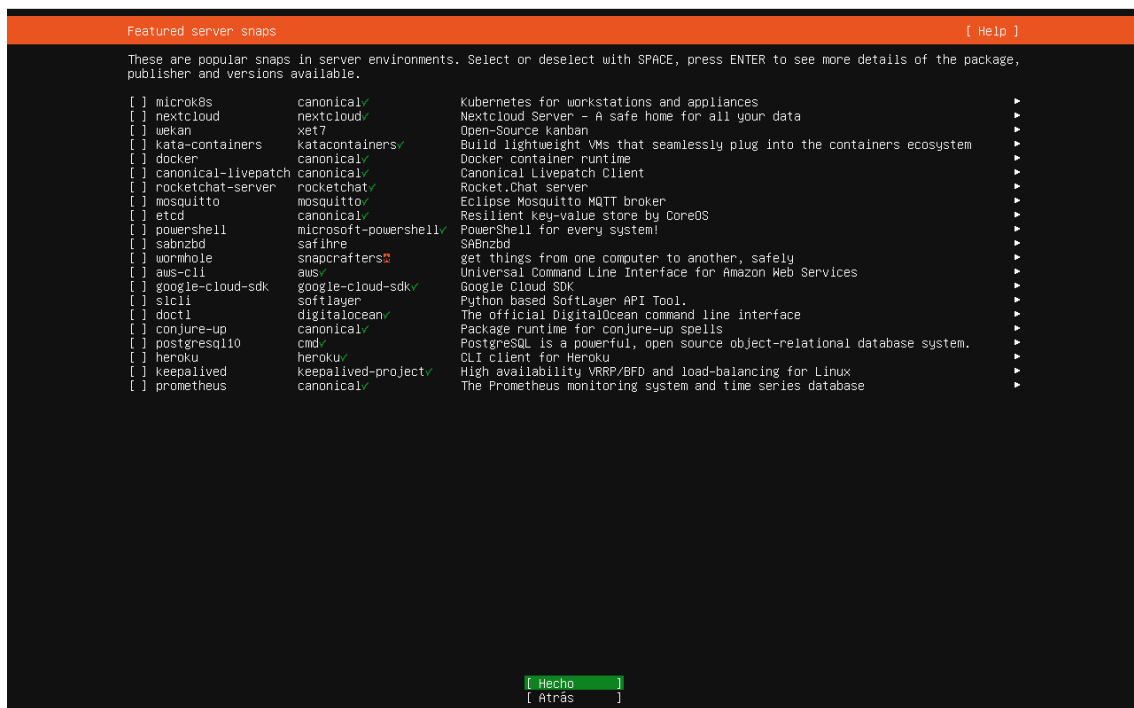 Featured server snaps [ Help ]
These are popular snaps in server environments. Select or deselect with SPACE, press ENTER to see more details of the package,
publisher and versions available.
[ ] microk8s canonical✓ Kubernetes for workstations and appliances ▸
[ ] nextcloud nextcloud✓ Nextcloud Server – A safe home for all your data ▸
[ ] wekan xet7 Open-Source kanban ▸
[ ] kata-containers katacontainers✓ Build lightweight VMs that seamlessly plug into the containers ecosystem ▸
[ ] docker canonical✓ Docker container runtime ▸
[ ] canonical-livepatch canonical✓ Canonical Livepatch Client ▸
[ ] rocketchat-server rocketchat✓ Rocket.Chat server ▸
[ ] mosquitto mosquitto✓ Eclipse Mosquitto MQTT broker ▸
[ ] etcd canonical✓ Resilient key-value store by CoreOS ▸
[ ] powershell microsoft-powershell✓ PowerShell for every system! ▸
[ ] sabnzbd safihre SABnzbd ▸
[ ] wormhole snapcrafters get things from one computer to another, safely ▸
[ ] aws-cli aws✓ Universal Command Line Interface for Amazon Web Services ▸
[ ] google-cloud-sdk google-cloud-sdk✓ Google Cloud SDK ▸
[ ] slcli softlayer Python based SoftLayer API Tool. ▸
[ ] doctl digitalocean✓ The official DigitalOcean command line interface ▸
[ ] conjure-up canonical✓ Package runtime for conjure-up spells ▸
[ ] postgresql10 cmd✓ PostgreSQL is a powerful, open source object-relational database system. ▸
[ ] heroku heroku✓ CLI client for Heroku ▸
[ ] keepalived keepalived-project✓ High availability VRRP/BFD and load-balancing for Linux ▸
[ ] prometheus canonical✓ The Prometheus monitoring system and time series database ▸
[ Hecho ]
[ Atrás ]